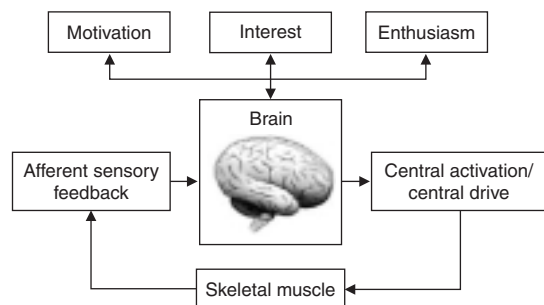 Motivation
Interest
Enthusiasm
Brain
Afferent sensory
feedback
Central activation/
central drive
Skeletal muscle